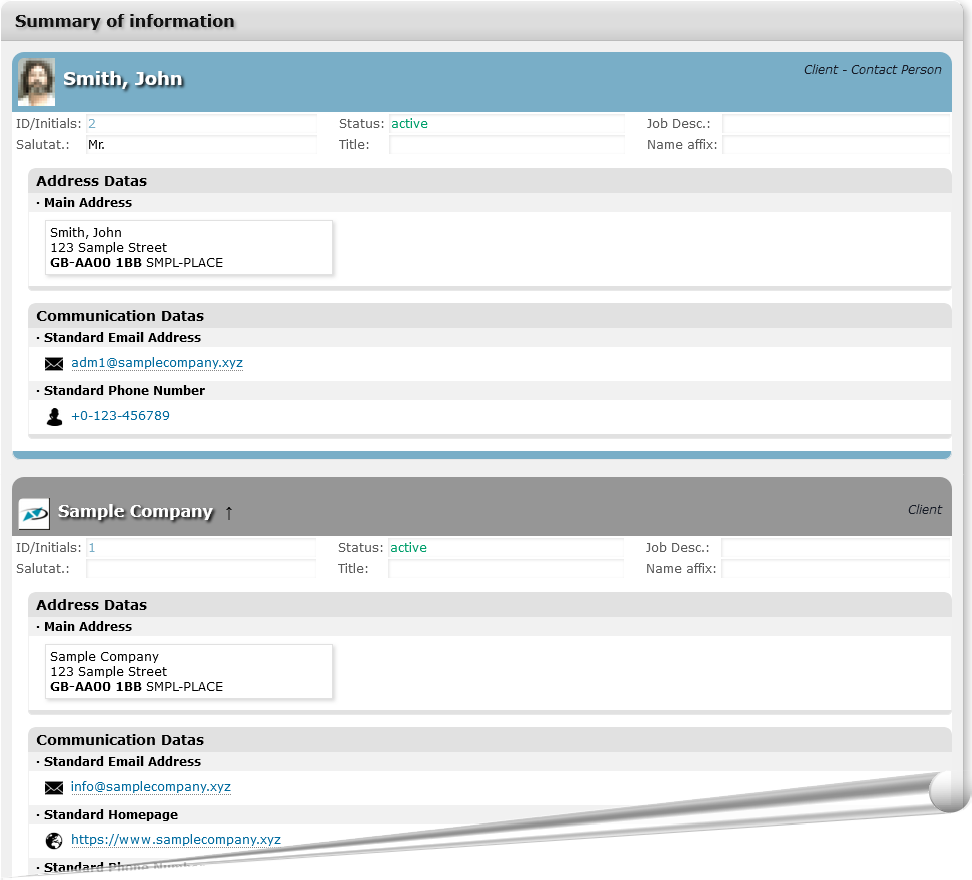 Summary of information
Smith, John
Client - Contact Person
ID/Initials: 2 Status: active Job Desc.:
Salutat.: Mr. Title: Name affix:
Address Datas
· Main Address
Smith, John
123 Sample Street
GB-AA00 1BB SMPL-PLACE
Communication Datas
· Standard Email Address
adm1@samplecompany.xyz
· Standard Phone Number
+0-123-456789
Sample Company ↑
Client
ID/Initials: 1 Status: active Job Desc.:
Salutat.: Title: Name affix:
Address Datas
· Main Address
Sample Company
123 Sample Street
GB-AA00 1BB SMPL-PLACE
Communication Datas
· Standard Email Address
info@samplecompany.xyz
· Standard Homepage
https://www.samplecompany.xyz
· Standard Phone Number